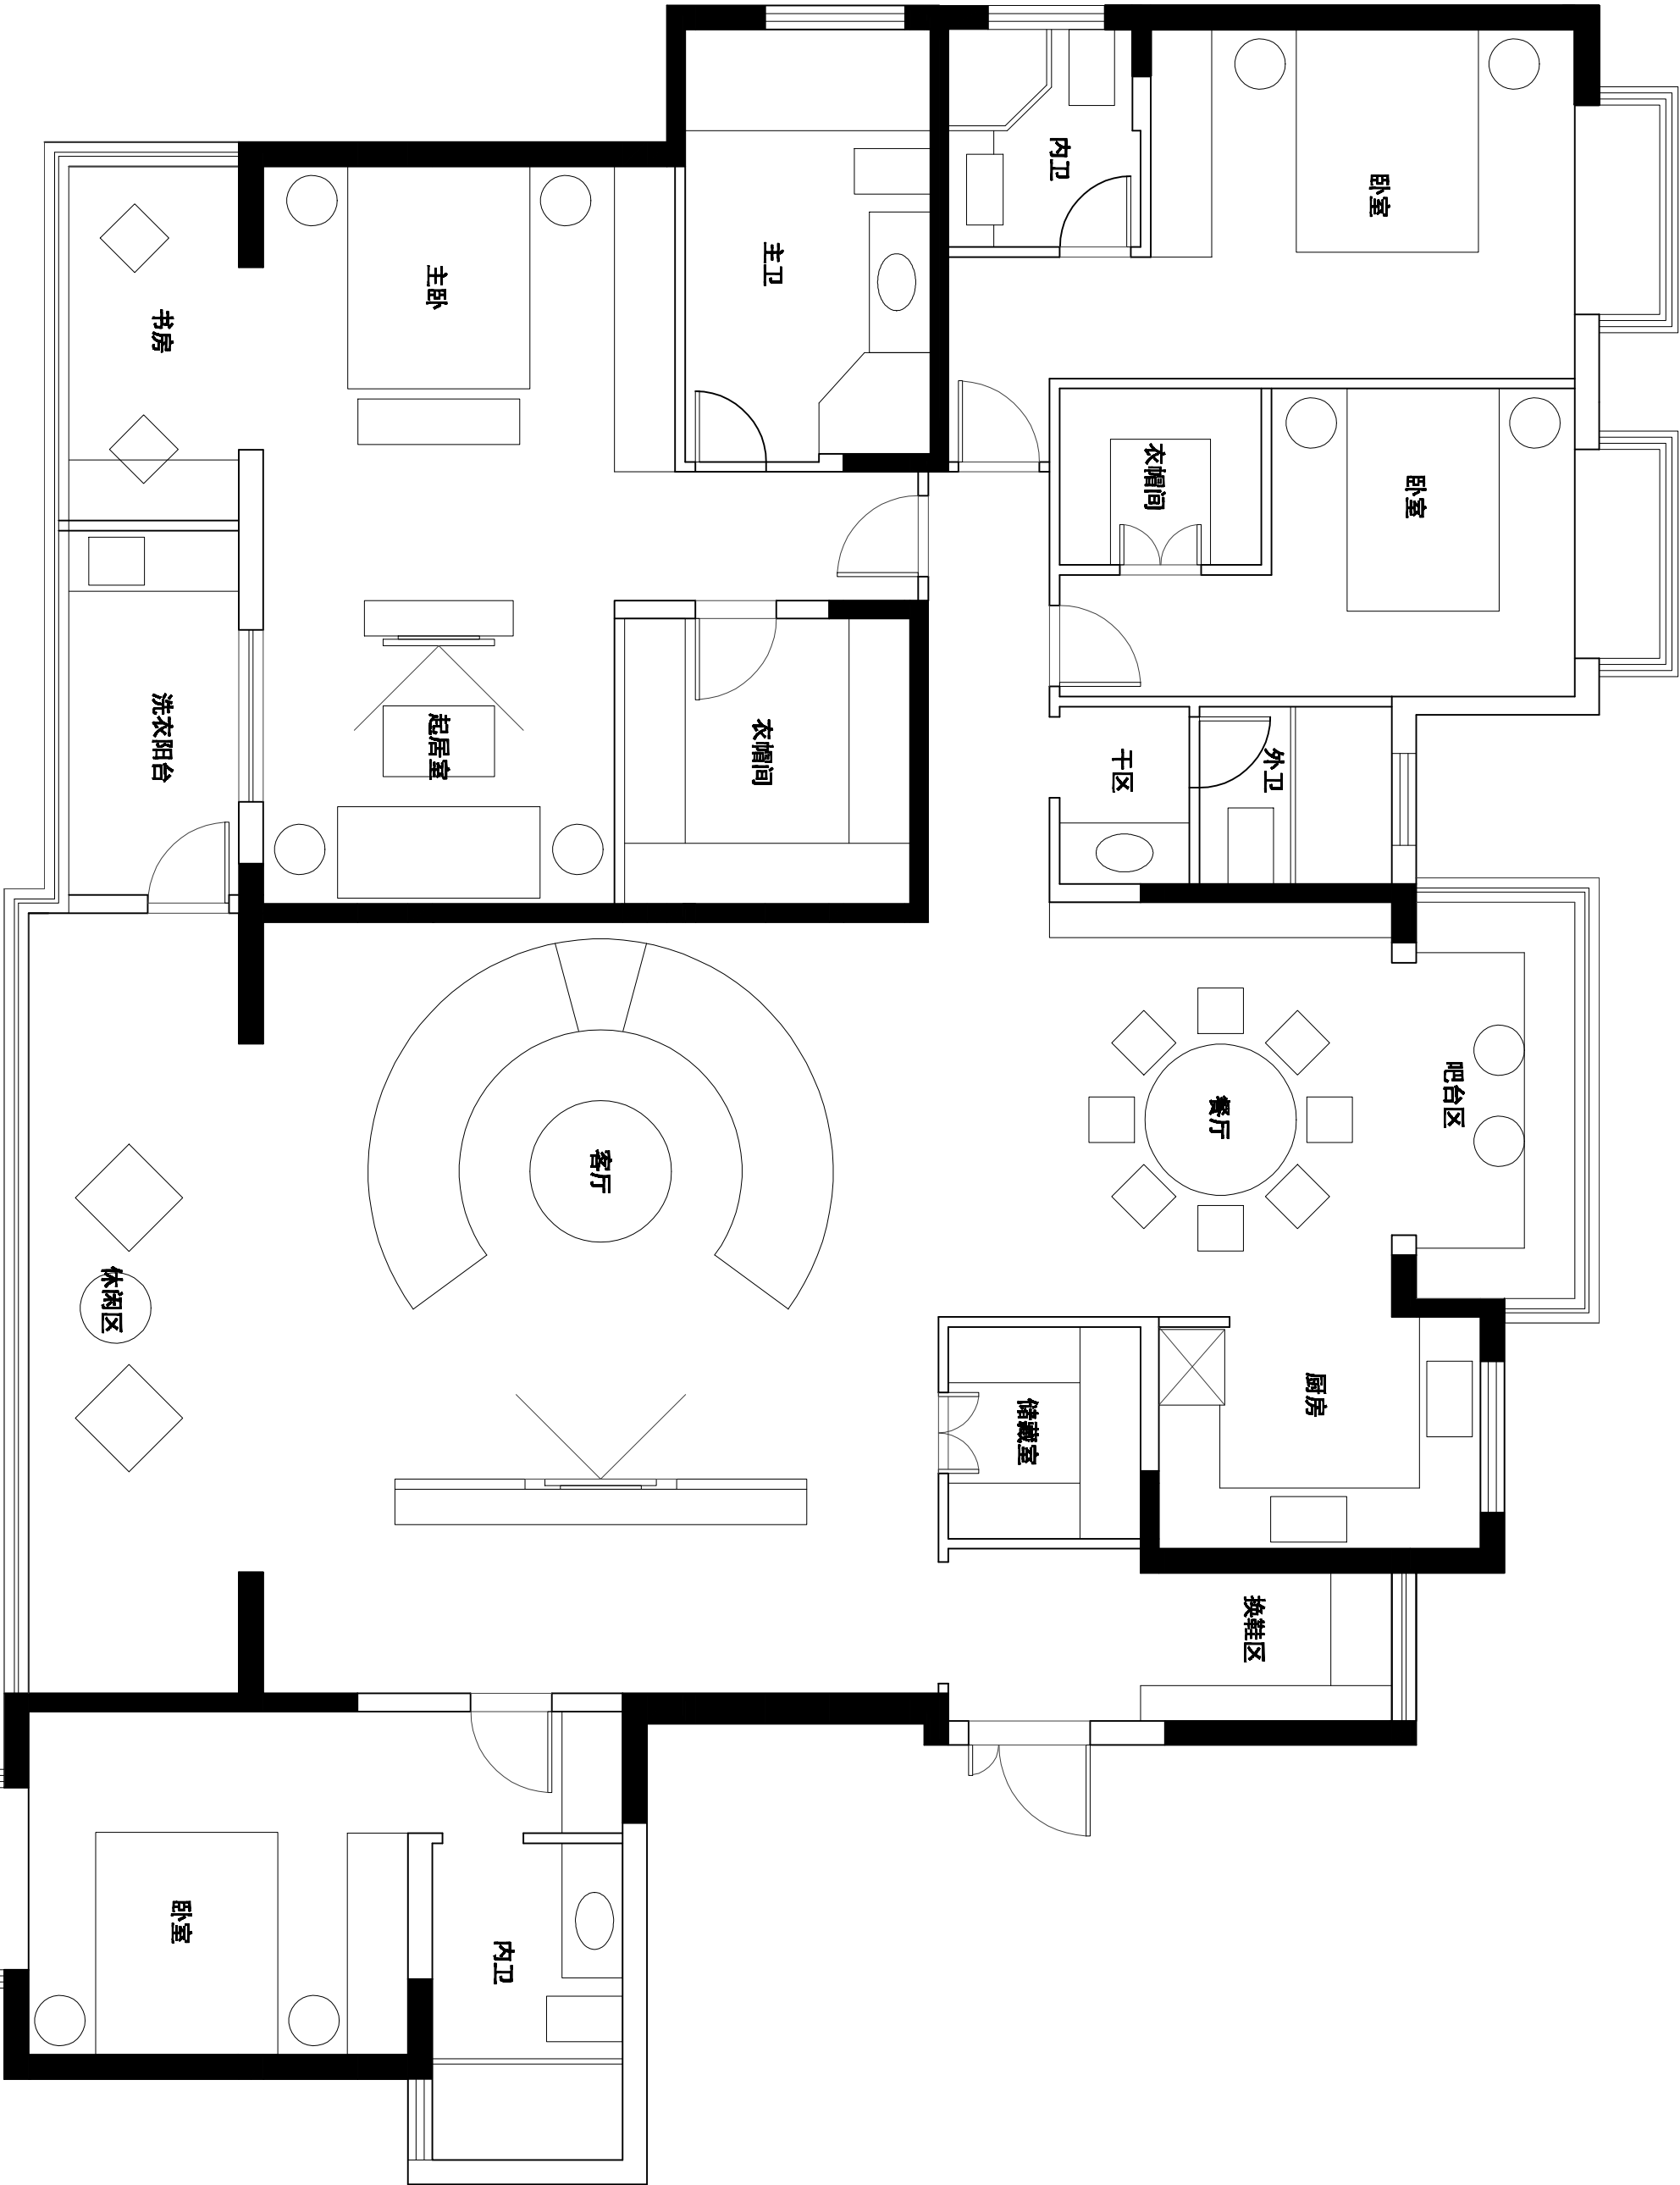 内卫
卧室
主卫
主卧
书房
衣帽间
卧室
洗衣阳台
起居室
衣帽间
干区
外卫
吧台区
餐厅
客厅
休闲区
厨房
储藏室
换鞋区
卧室
内卫